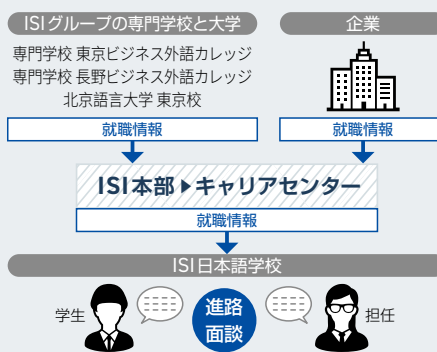 ISIグループの専門学校と大学
専門学校 東京ビジネス外語カレッジ
専門学校 長野ビジネス外語カレッジ
北京語言大学 東京校
就職情報
企業
就職情報
ISI本部▶キャリアセンター
就職情報
ISI日本語学校
学生
進路
面談
担任